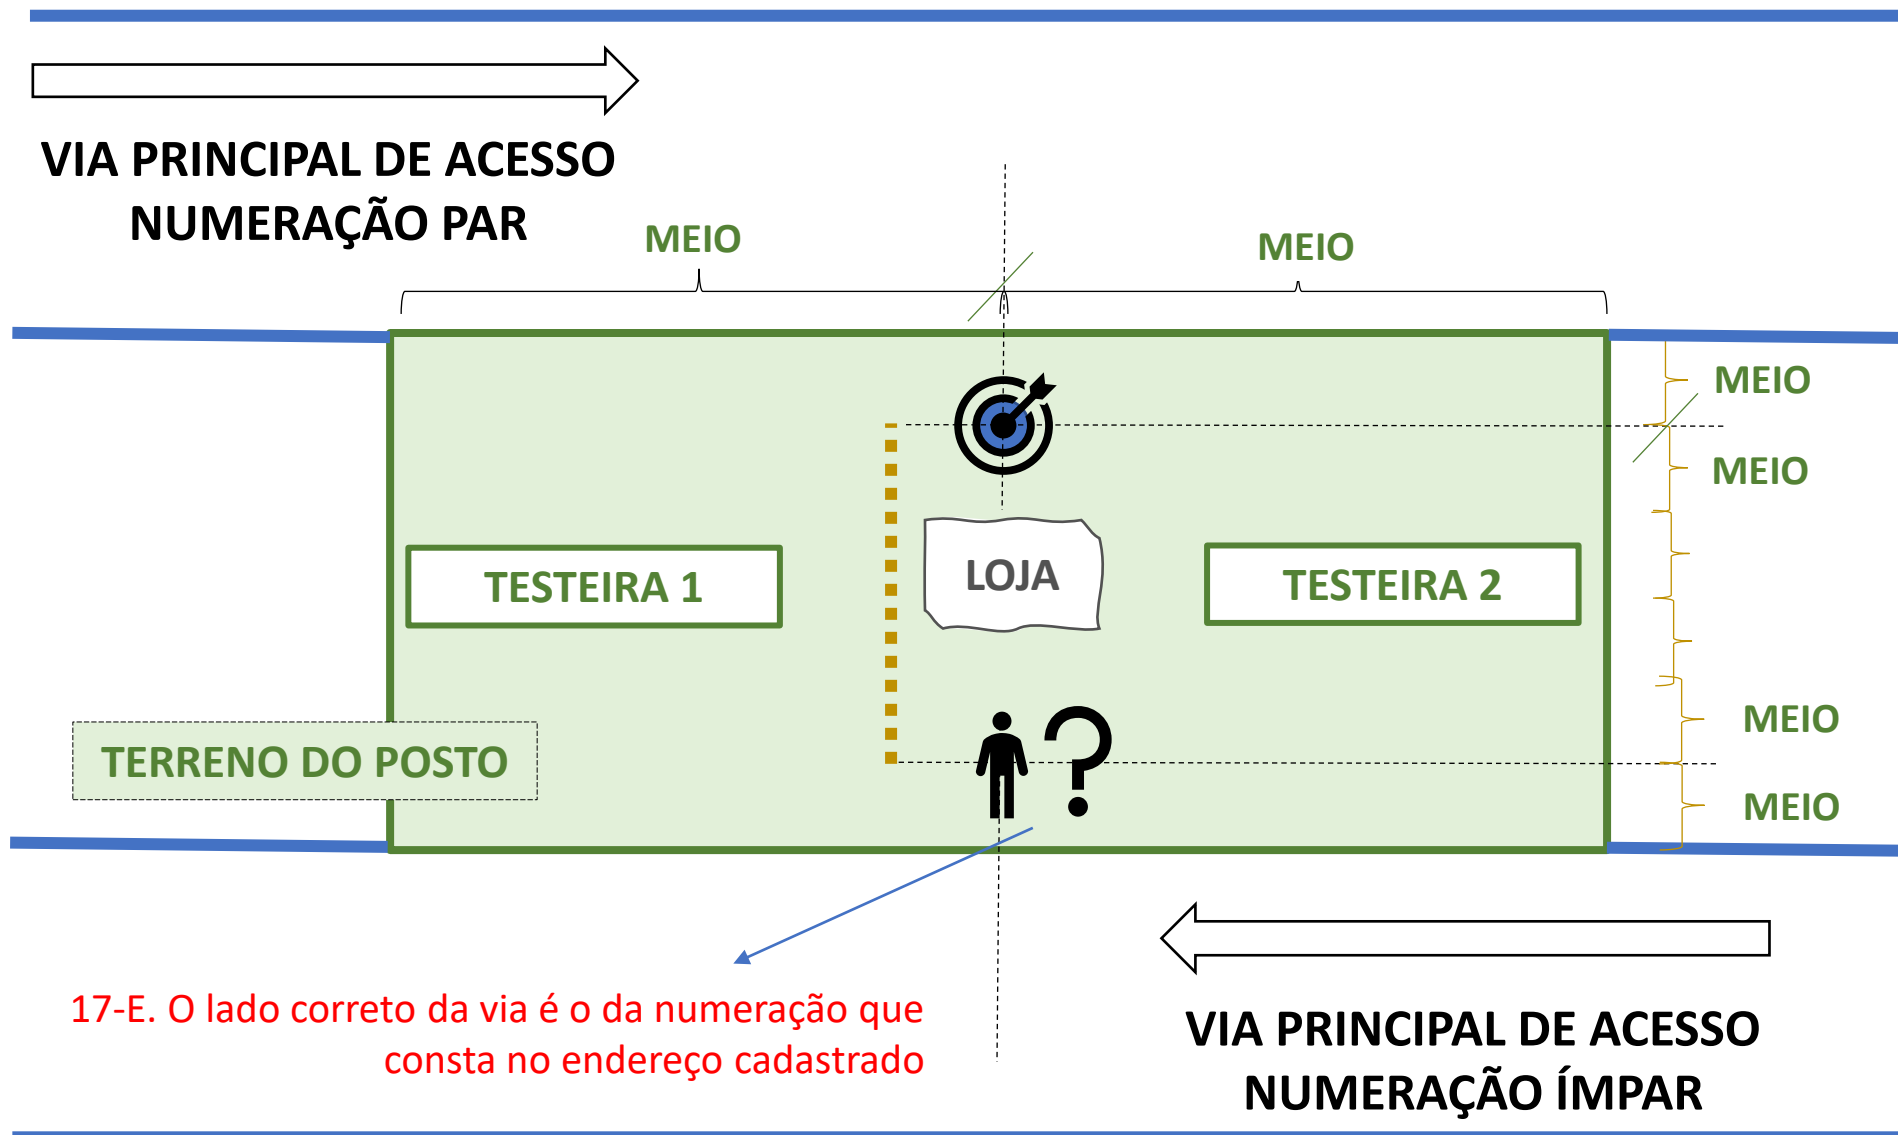 VIA PRINCIPAL DE ACESSO
NUMERAÇÃO PAR
MEIO
MEIO
MEIO
MEIO
LOJA
TESTEIRA 1
TESTEIRA 2
MEIO
TERRENO DO POSTO
?
MEIO
17-E. O lado correto da via é o da numeração que
consta no endereço cadastrado
VIA PRINCIPAL DE ACESSO
NUMERAÇÃO ÍMPAR